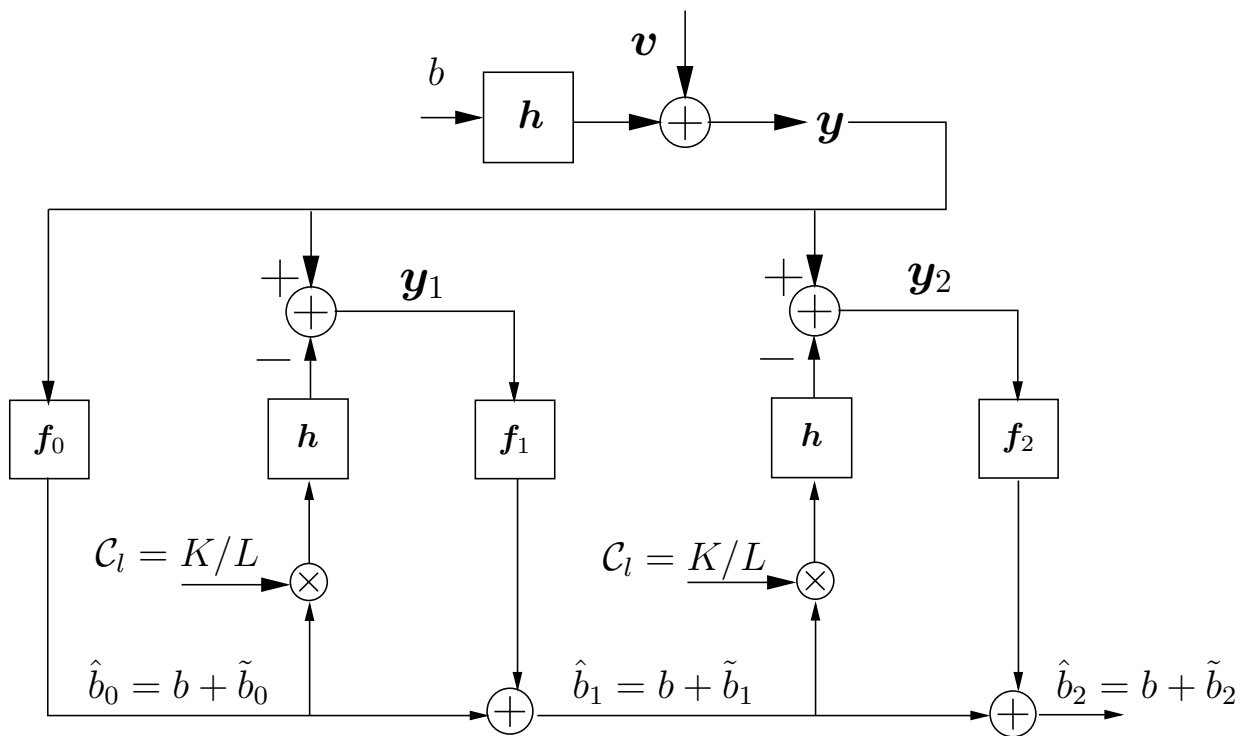 v
b
h
+
y
+
+
y₁
+
+
y₂
−
−
f₀
h
f₁
h
f₂
𝒞ₗ = K/L
×
𝒞ₗ = K/L
×
b̂₀ = b + b̃₀
+
b̂₁ = b + b̃₁
+
b̂₂ = b + b̃₂